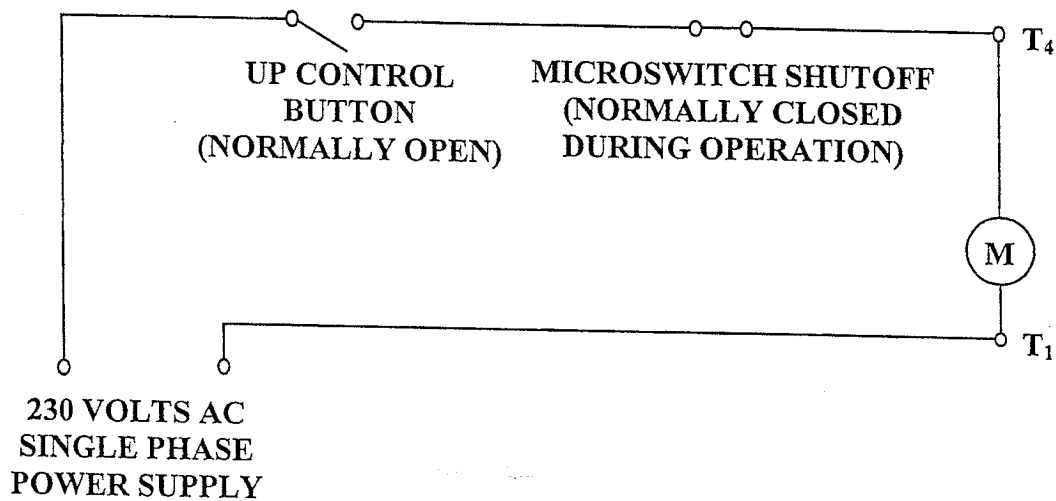 T₄
UP CONTROL
BUTTON
(NORMALLY OPEN)
MICROSWITCH SHUTOFF
(NORMALLY CLOSED
DURING OPERATION)
M
T₁
230 VOLTS AC
SINGLE PHASE
POWER SUPPLY